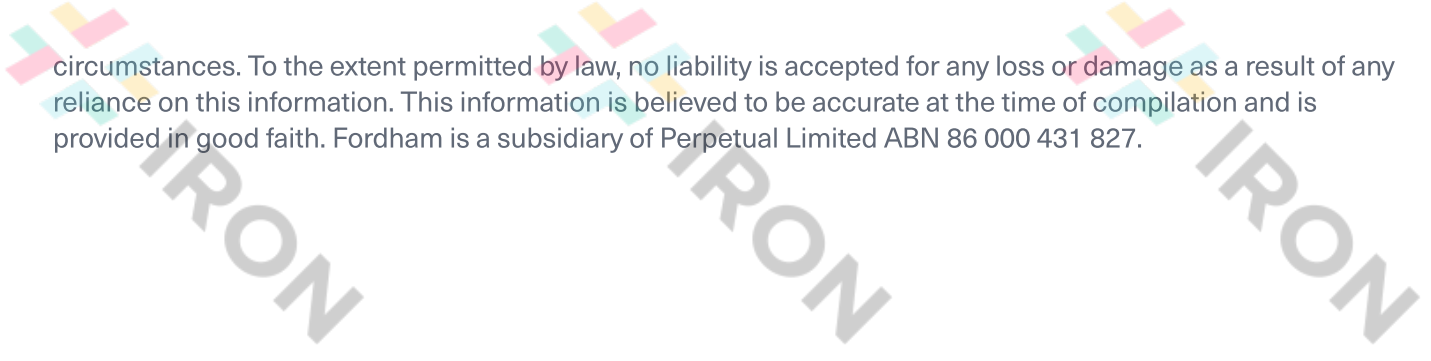 circumstances. To the extent permitted by law, no liability is accepted for any loss or damage as a result of any
reliance on this information. This information is believed to be accurate at the time of compilation and is
provided in good faith. Fordham is a subsidiary of Perpetual Limited ABN 86 000 431 827.
IRON IRON IRON